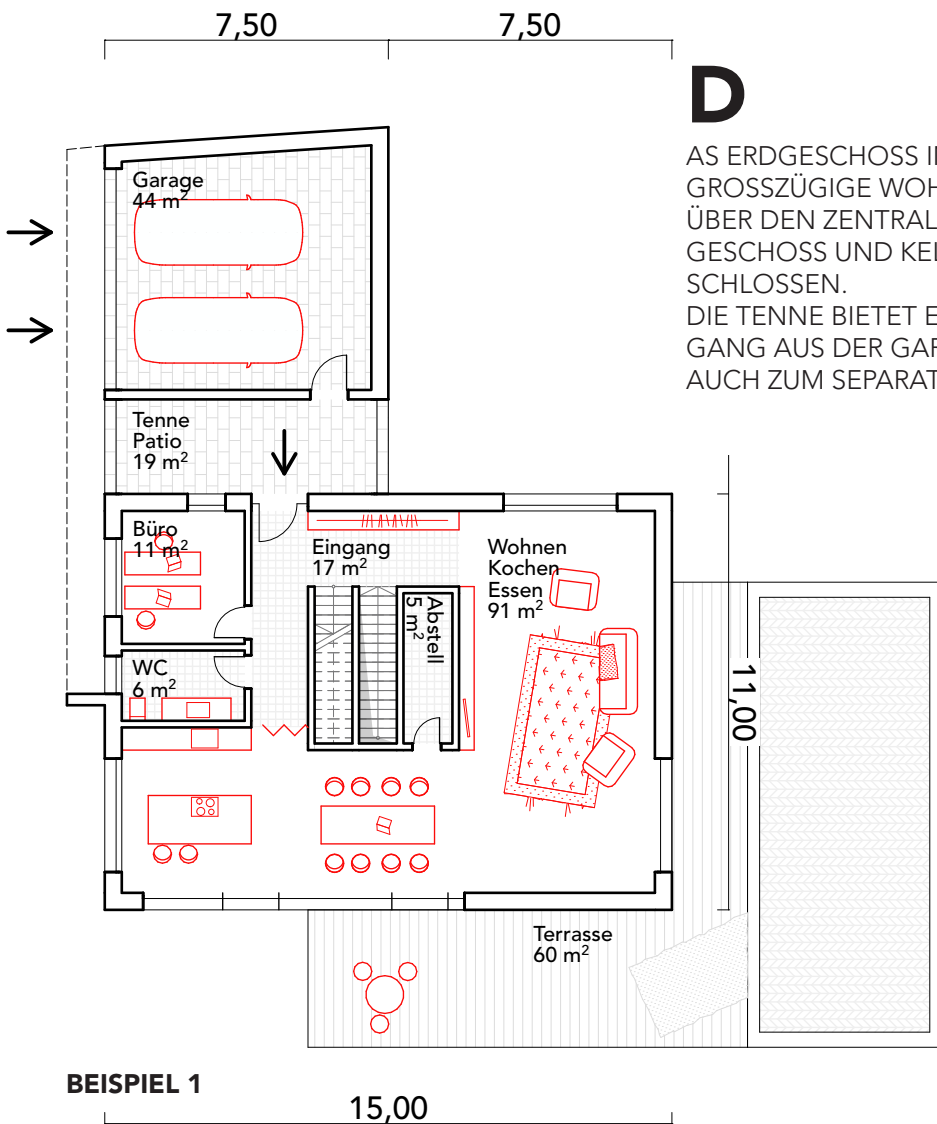 7,50
7,50
D
AS ERDGESCHOSS I
GROSSZÜGIGE WOH
ÜBER DEN ZENTRAL
GESCHOSS UND KEL
SCHLOSSEN.
DIE TENNE BIETET E
GANG AUS DER GAR
AUCH ZUM SEPARAT
Garage
44 m²
Tenne
Patio
19 m²
Büro
11 m²
Eingang
17 m²
Wohnen
Kochen
Essen
91 m²
Abstell
5 m²
WC
6 m²
11,00
Terrasse
60 m²
BEISPIEL 1
15,00